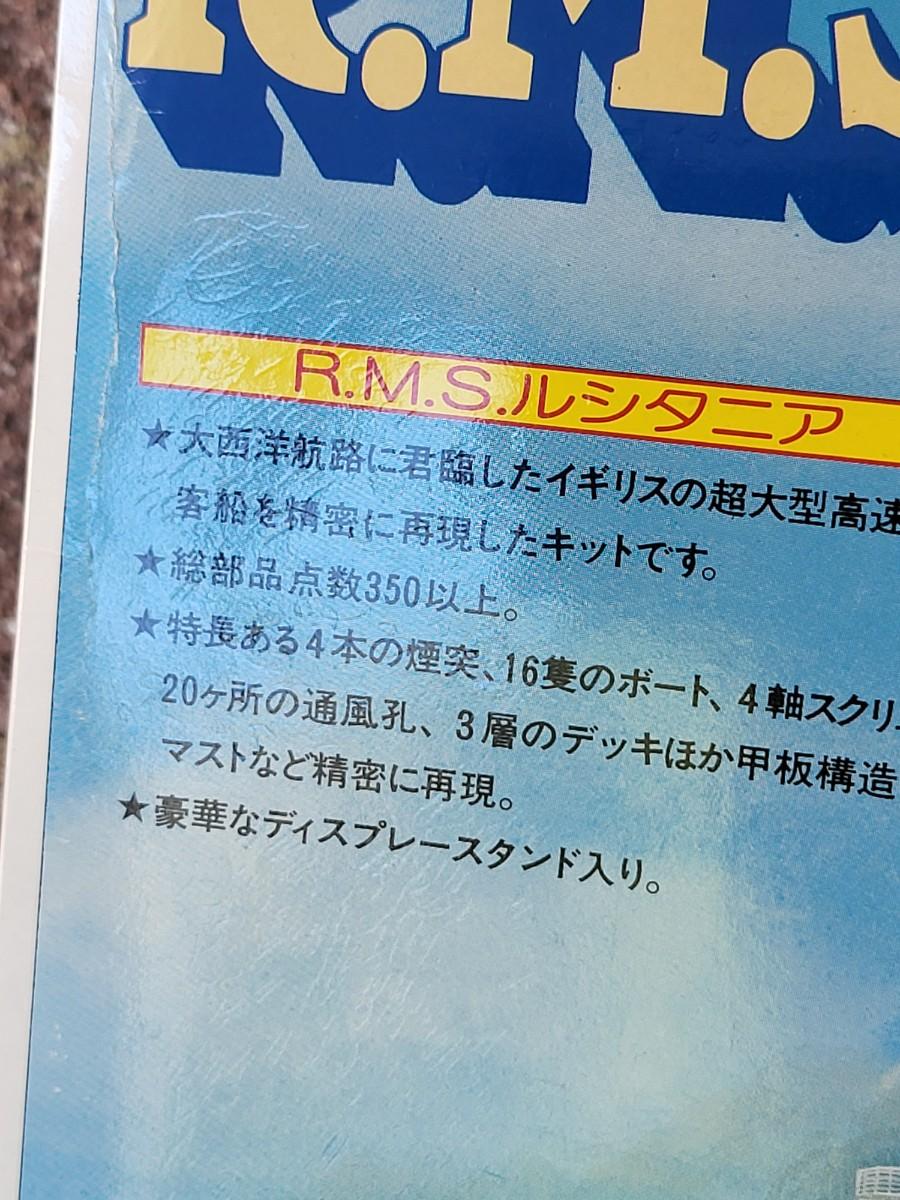 R.M.S
R.M.S.ルシタニア
★大西洋航路に君臨したイギリスの超大型高速
客船を精密に再現したキットです。
★総部品点数350以上。
★特長ある4本の煙突、16隻のボート、4軸スクリ
20ヶ所の通風孔、3層のデッキほか甲板構造
マストなど精密に再現。
★豪華なディスプレースタンド入り。